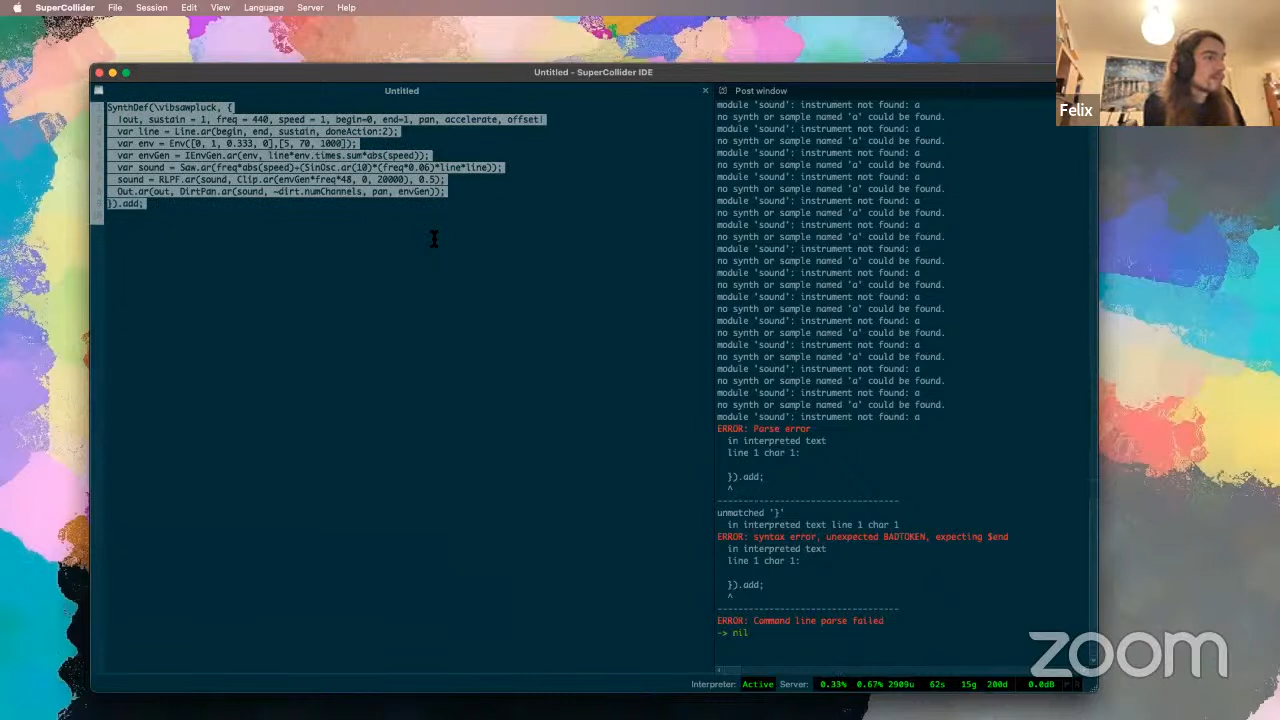 SuperCollider File Session Edit View Language Server Help
Untitled - SuperCollider IDE
Untitled
Post window
SynthDef(\vibsawpluck, {
|out, sustain = 1, freq = 440, speed = 1, begin=0, end=1, pan, accelerate, offset|
var line = Line.ar(begin, end, sustain, doneAction:2);
var env = Env([0, 1, 0.333, 0],[5, 70, 1000]);
var envGen = IEnvGen.ar(env, line*env.times.sum*abs(speed));
var sound = Saw.ar(freq*abs(speed)+(SinOsc.ar(10)*(freq*0.06)*line*line));
sound = RLPF.ar(sound, Clip.ar(envGen*freq*48, 0, 20000), 0.5);
Out.ar(out, DirtPan.ar(sound, ~dirt.numChannels, pan, envGen));
}).add;
module 'sound': instrument not found: a
no synth or sample named 'a' could be found.
module 'sound': instrument not found: a
no synth or sample named 'a' could be found.
module 'sound': instrument not found: a
no synth or sample named 'a' could be found.
module 'sound': instrument not found: a
no synth or sample named 'a' could be found.
module 'sound': instrument not found: a
no synth or sample named 'a' could be found.
module 'sound': instrument not found: a
no synth or sample named 'a' could be found.
module 'sound': instrument not found: a
no synth or sample named 'a' could be found.
module 'sound': instrument not found: a
no synth or sample named 'a' could be found.
module 'sound': instrument not found: a
no synth or sample named 'a' could be found.
module 'sound': instrument not found: a
no synth or sample named 'a' could be found.
module 'sound': instrument not found: a
no synth or sample named 'a' could be found.
module 'sound': instrument not found: a
no synth or sample named 'a' could be found.
module 'sound': instrument not found: a
no synth or sample named 'a' could be found.
module 'sound': instrument not found: a
ERROR: Parse error
in interpreted text
line 1 char 1:
}).add;
^
-----------------------------------
unmatched '}'
in interpreted text line 1 char 1
ERROR: syntax error, unexpected BADTOKEN, expecting $end
in interpreted text
line 1 char 1:
}).add;
^
-----------------------------------
ERROR: Command line parse failed
-> nil
Interpreter: Active Server: 0.33% 0.67% 2909u 62s 15g 200d 0.0dB M R
Felix
zoom